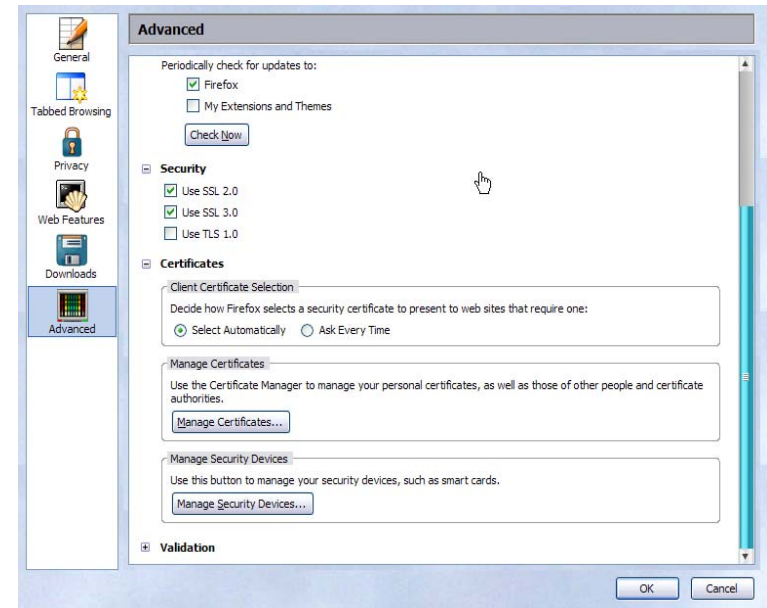 General
Tabbed Browsing
Privacy
Web Features
Downloads
Advanced
Advanced
Periodically check for updates to:
Firefox
My Extensions and Themes
Check Now
Security
Use SSL 2.0
Use SSL 3.0
Use TLS 1.0
Certificates
Client Certificate Selection
Decide how Firefox selects a security certificate to present to web sites that require one:
Select Automatically Ask Every Time
Manage Certificates
Use the Certificate Manager to manage your personal certificates, as well as those of other people and certificate
authorities.
Manage Certificates...
Manage Security Devices
Use this button to manage your security devices, such as smart cards.
Manage Security Devices...
Validation
OK Cancel